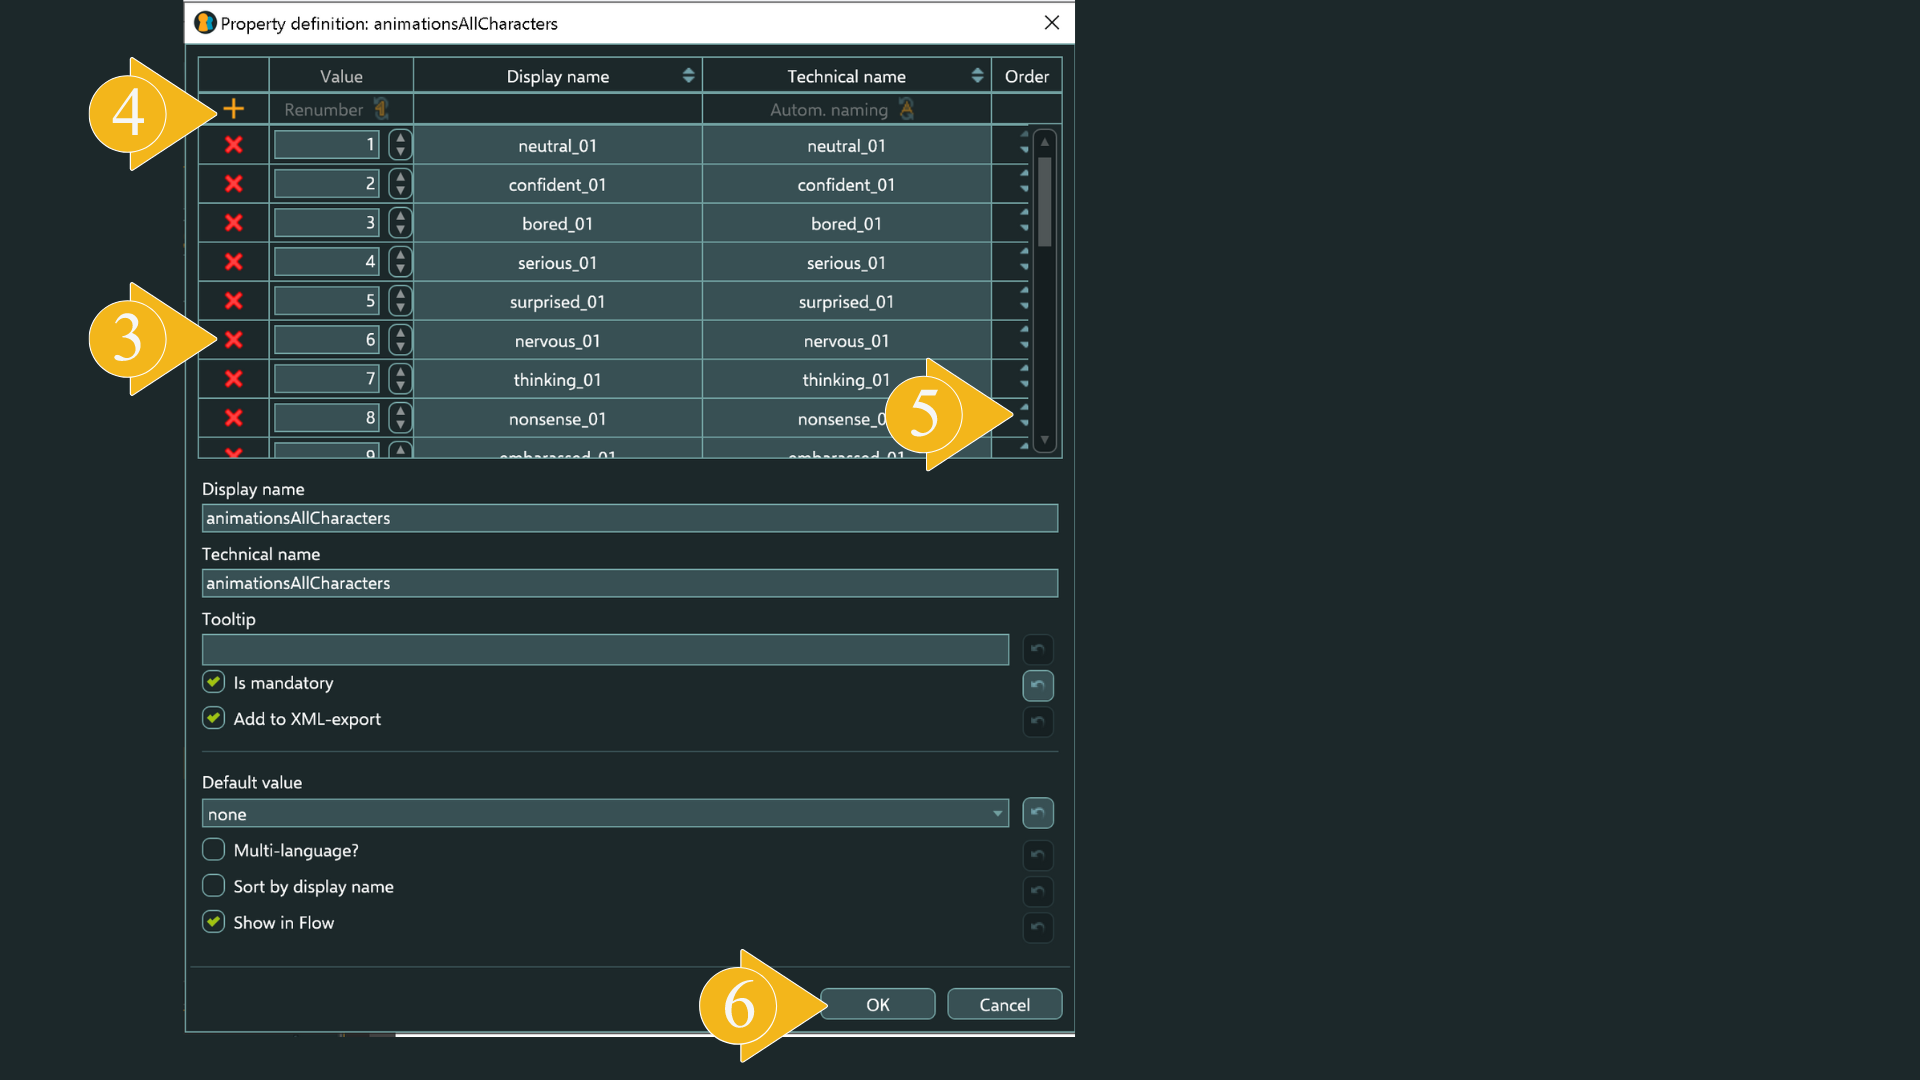 Property definition: animationsAllCharacters
Value Display name Technical name Order
4
Renumber Autom. naming
1 neutral_01 neutral_01
2 confident_01 confident_01
3 bored_01 bored_01
4 serious_01 serious_01
5 surprised_01 surprised_01
3
6 nervous_01 nervous_01
7 thinking_01 thinking_01
8 nonsense_01 nonsense_0
5
9 embarassed_01 embarassed_01
Display name
animationsAllCharacters
Technical name
animationsAllCharacters
Tooltip
Is mandatory
Add to XML-export
Default value
none
Multi-language?
Sort by display name
Show in Flow
6
OK Cancel